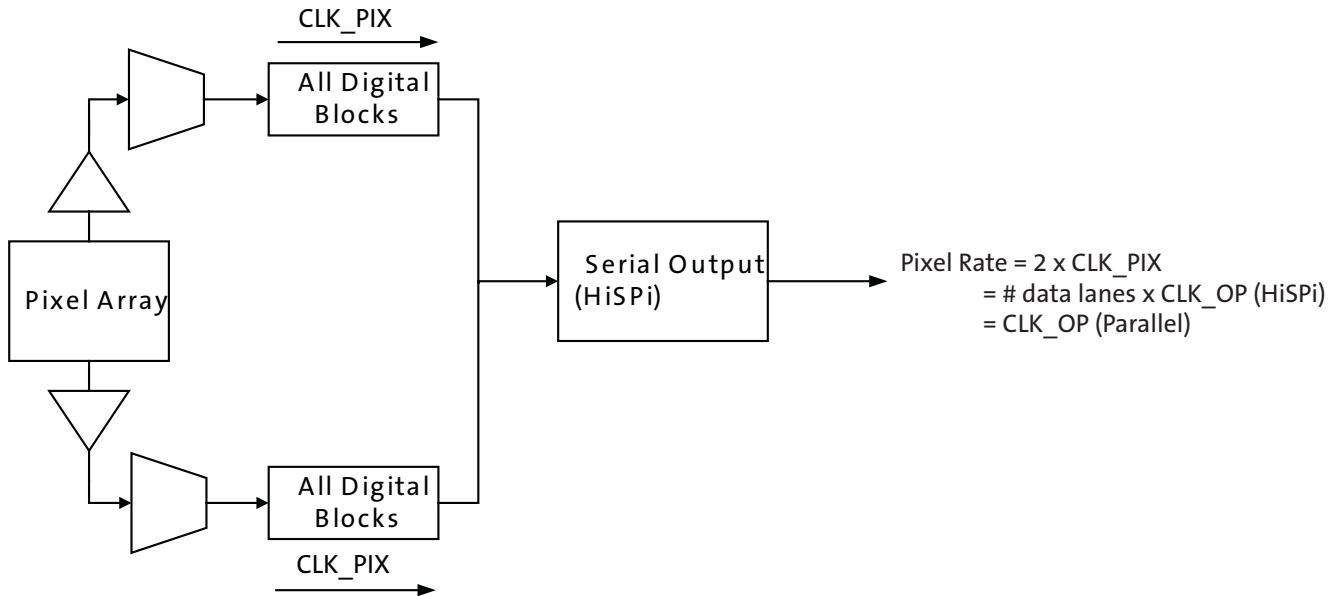 CLK_PIX
All Digital
Blocks
Pixel Array
Serial Output
(HiSPi)
Pixel Rate = 2 x CLK_PIX
= # data lanes x CLK_OP (HiSPi)
= CLK_OP (Parallel)
All Digital
Blocks
CLK_PIX